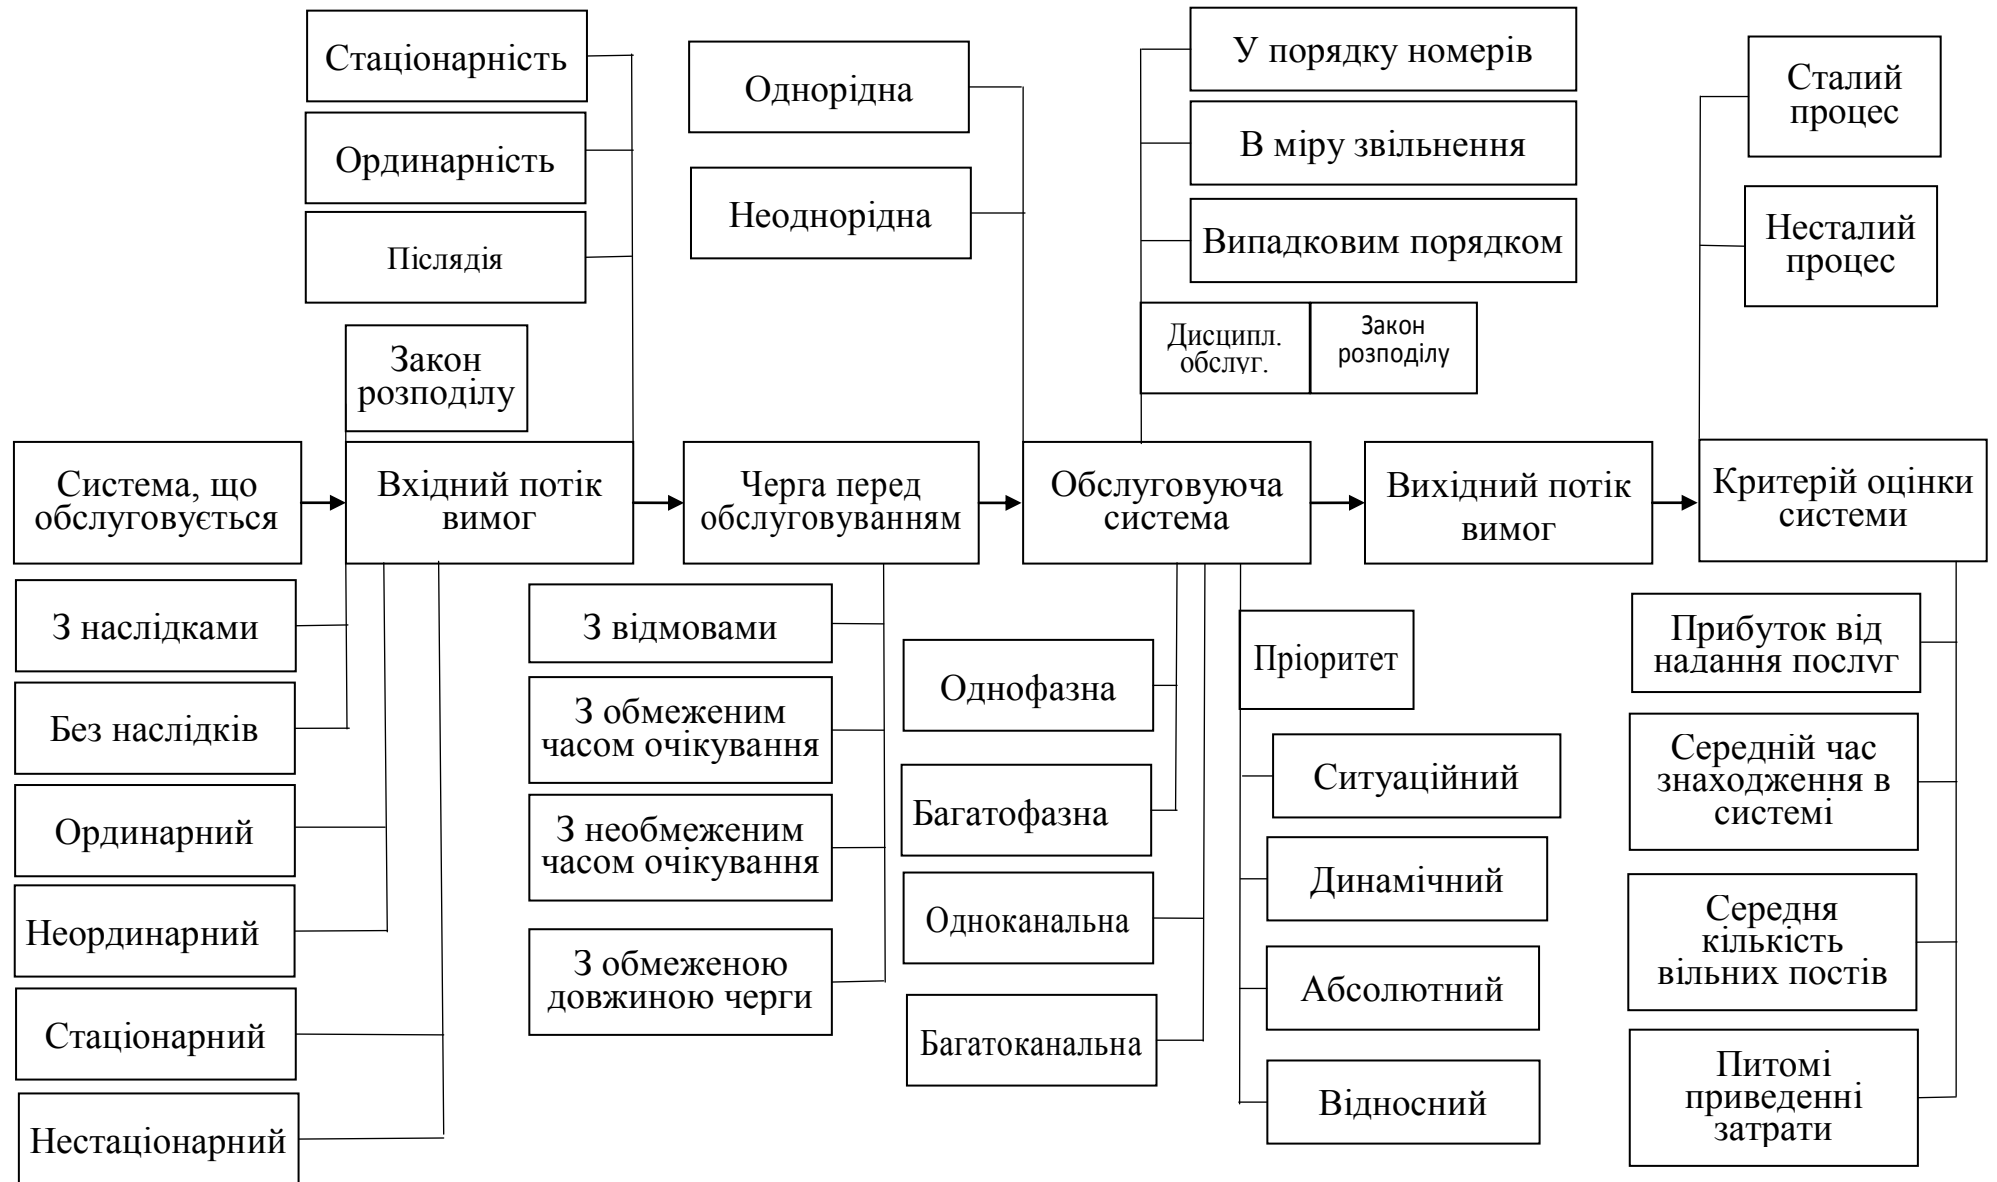 Стаціонарність
Ординарність
Післядія
Закон
розподілу
Однорідна
Неоднорідна
У порядку номерів
В міру звільнення
Випадковим порядком
Дисципл.
обслуг.
Закон
розподілу
Сталий
процес
Несталий
процес
Система, що
обслуговується
Вхідний потік
вимог
Черга перед
обслуговуванням
Обслуговуюча
система
Вихідний потік
вимог
Критерій оцінки
системи
З наслідками
Без наслідків
Ординарний
Неординарний
Стаціонарний
Нестаціонарний
З відмовами
З обмеженим
часом очікування
З необмеженим
часом очікування
З обмеженою
довжиною черги
Однофазна
Багатофазна
Одноканальна
Багатоканальна
Пріоритет
Ситуаційний
Динамічний
Абсолютний
Відносний
Прибуток від
надання послуг
Середній час
знаходження в
системі
Середня
кількість
вільних постів
Питомі
приведенні
затрати